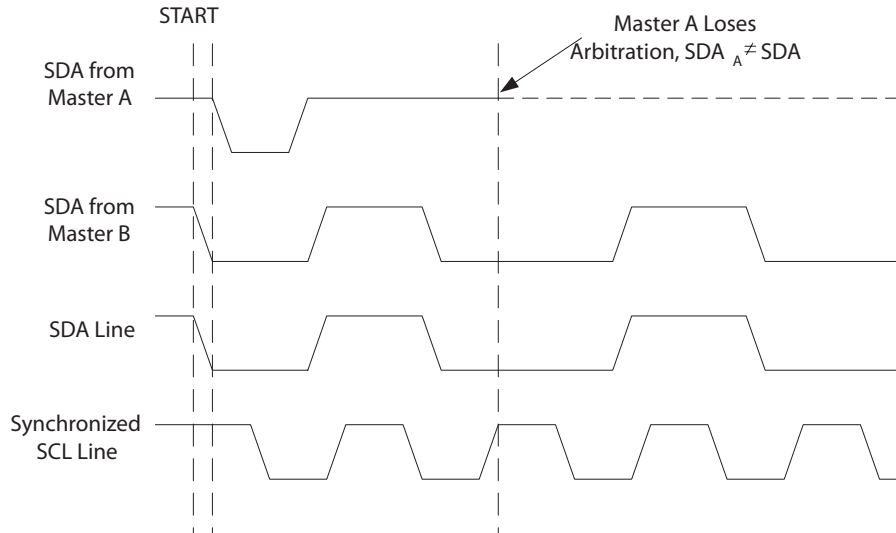 START
Master A Loses
Arbitration, SDA A ≠ SDA
SDA from
Master A
SDA from
Master B
SDA Line
Synchronized
SCL Line